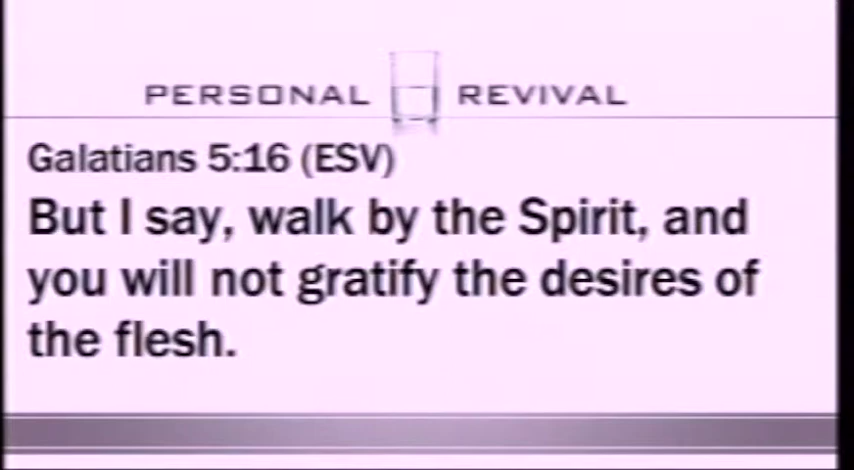 PERSONAL REVIVAL
Galatians 5:16 (ESV)
But I say, walk by the Spirit, and
you will not gratify the desires of
the flesh.